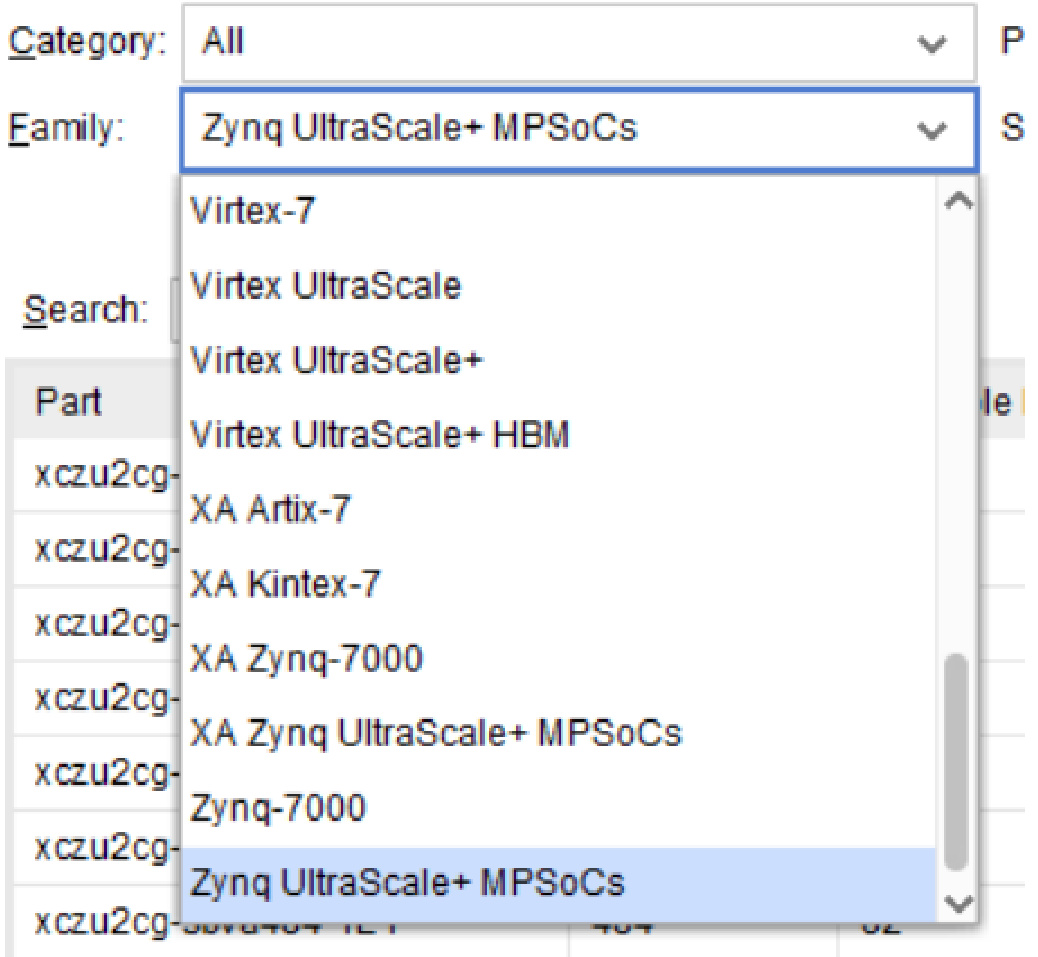 Category: All P
Family: Zynq UltraScale+ MPSoCs S
Virtex-7
Virtex UltraScale
Search:
Virtex UltraScale+
Part
Virtex UltraScale+ HBM
xczu2cg-
XA Artix-7
xczu2cg-
XA Kintex-7
xczu2cg-
XA Zynq-7000
xczu2cg-
XA Zynq UltraScale+ MPSoCs
xczu2cg-
Zynq-7000
xczu2cg-
Zynq UltraScale+ MPSoCs
xczu2cg-